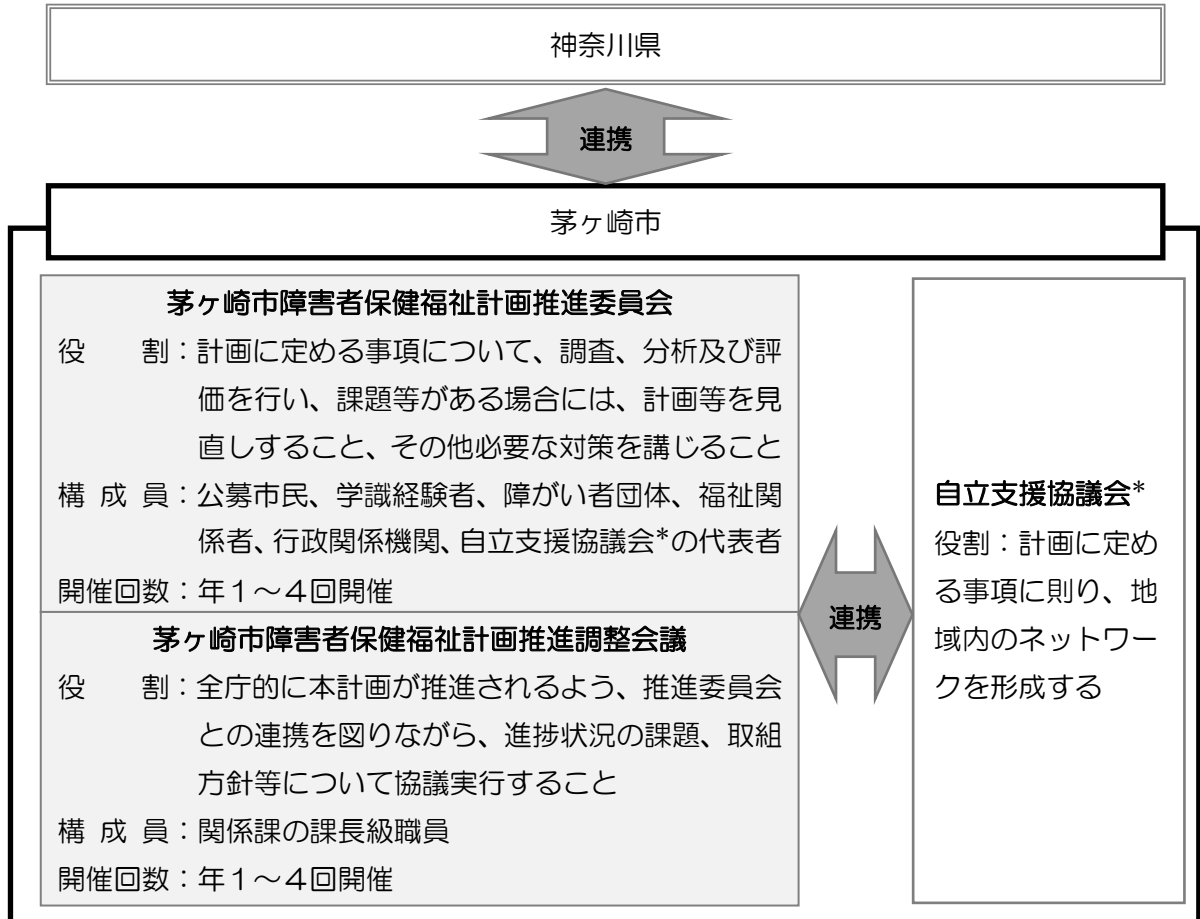 神奈川県
連携
茅ヶ崎市
茅ヶ崎市障害者保健福祉計画推進委員会
役　　割：計画に定める事項について、調査、分析及び評
価を行い、課題等がある場合には、計画等を見
直しすること、その他必要な対策を講じること
構 成 員：公募市民、学識経験者、障がい者団体、福祉関
係者、行政関係機関、自立支援協議会*の代表者
開催回数：年１～４回開催
茅ヶ崎市障害者保健福祉計画推進調整会議
役　　割：全庁的に本計画が推進されるよう、推進委員会
との連携を図りながら、進捗状況の課題、取組
方針等について協議実行すること
構 成 員：関係課の課長級職員
開催回数：年１～４回開催
連携
自立支援協議会*
役割：計画に定め
る事項に則り、地
域内のネットワー
クを形成する